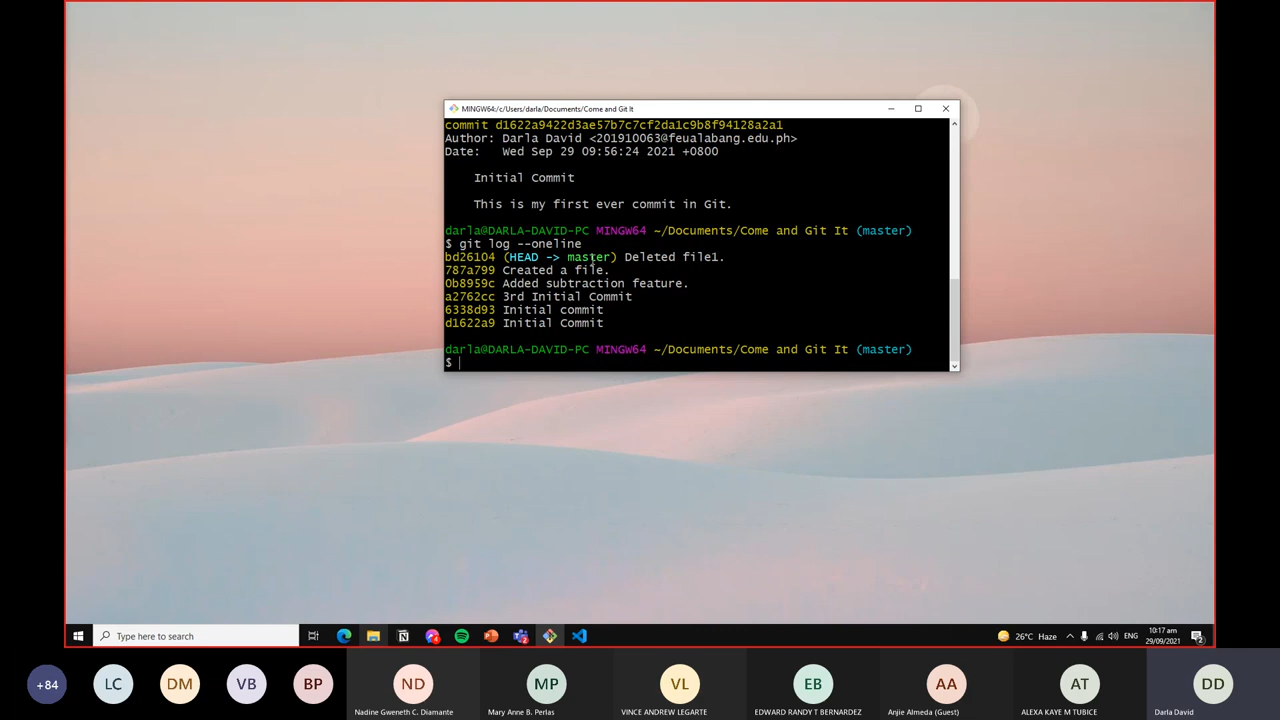 MINGW64:/c/Users/darla/Documents/Come and Git It
commit d1622a9422d3ae57b7c7cf2da1c9b8f94128a2a1
Author: Darla David <201910063@feualabang.edu.ph>
Date:   Wed Sep 29 09:56:24 2021 +0800
Initial Commit
This is my first ever commit in Git.
darla@DARLA-DAVID-PC MINGW64 ~/Documents/Come and Git It (master)
$ git log --oneline
bd26104 (HEAD -> master) Deleted file1.
787a799 Created a file.
0b8959c Added subtraction feature.
a2762cc 3rd Initial Commit
6338d93 Initial commit
d1622a9 Initial Commit
darla@DARLA-DAVID-PC MINGW64 ~/Documents/Come and Git It (master)
$
Type here to search
4
2
26°C Haze
ENG
10:17 am
29/09/2021
2
+84
LC
DM
VB
BP
ND
Nadine Gweneth C. Diamante
MP
Mary Anne B. Perlas
VL
VINCE ANDREW LEGARTE
EB
EDWARD RANDY T BERNARDEZ
AA
Anjie Almeda (Guest)
AT
ALEXA KAYE M TUBICE
DD
Darla David